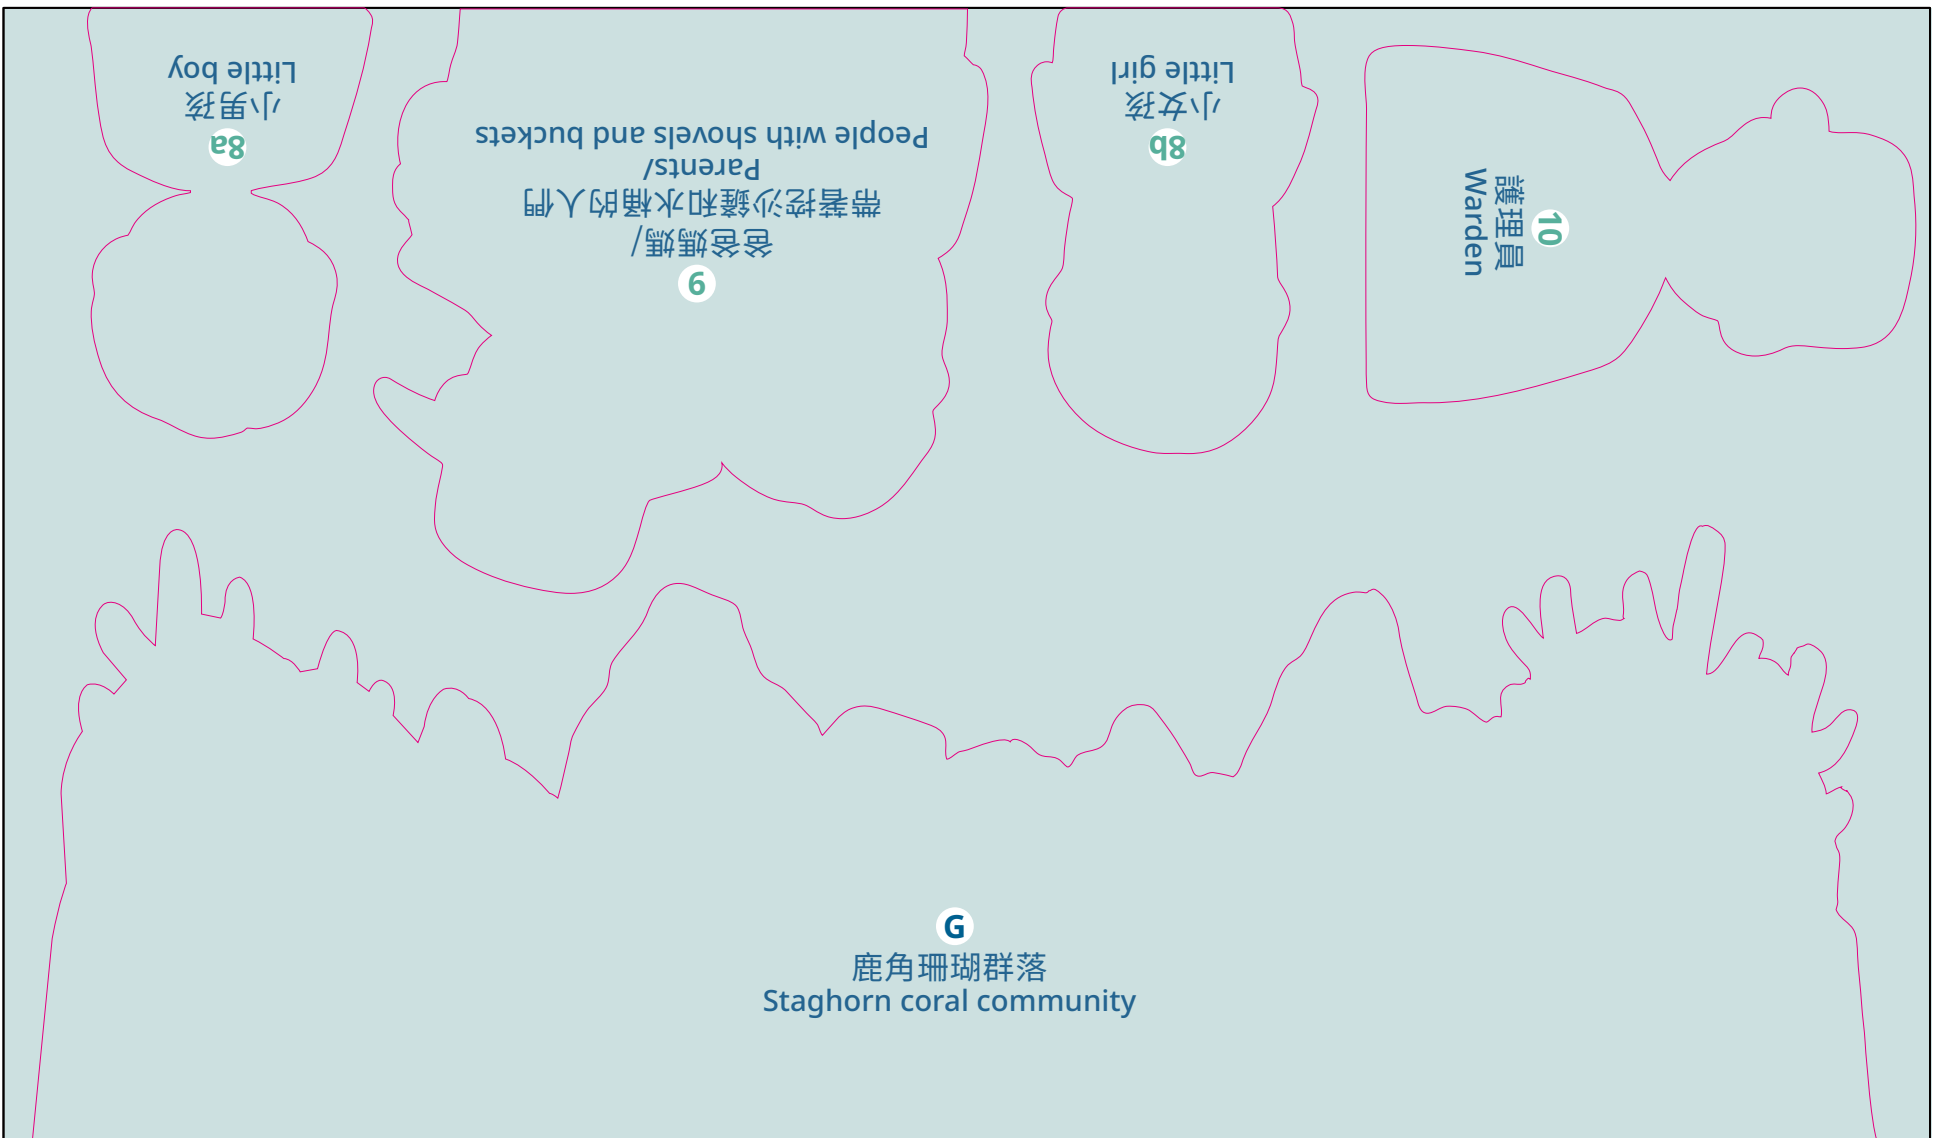 8a
小男孩
Little boy
9
爸爸媽媽/
帶著挖沙鏟和水桶的人們
Parents/
People with shovels and buckets
8b
小女孩
Little girl
10
護理員
Warden
G
鹿角珊瑚群落
Staghorn coral community